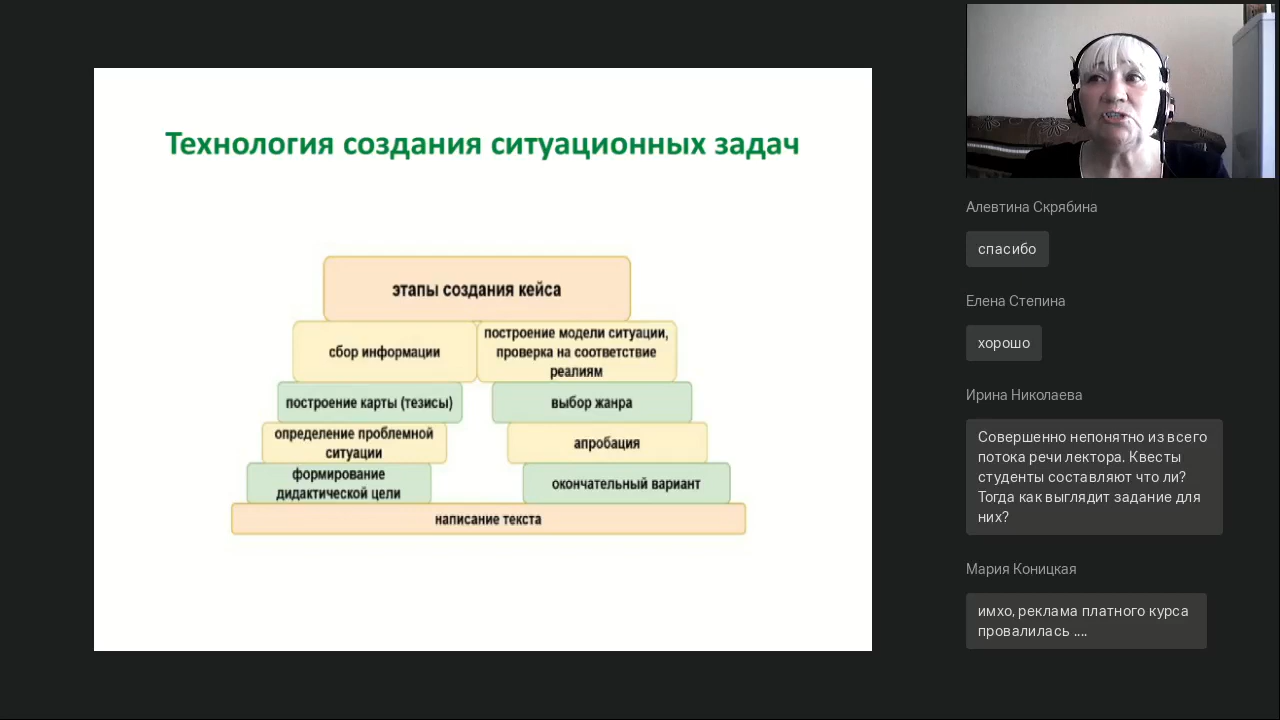 Технология создания ситуационных задач
этапы создания кейса
сбор информации
построение модели ситуации,
проверка на соответствие
реалиям
построение карты (тезисы)
выбор жанра
определение проблемной
ситуации
апробация
формирование
дидактической цели
окончательный вариант
написание текста
Алевтина Скрябина
спасибо
Елена Степина
хорошо
Ирина Николаева
Совершенно непонятно из всего
потока речи лектора. Квесты
студенты составляют что ли?
Тогда как выглядит задание для
них?
Мария Коницкая
имхо, реклама платного курса
провалилась ....